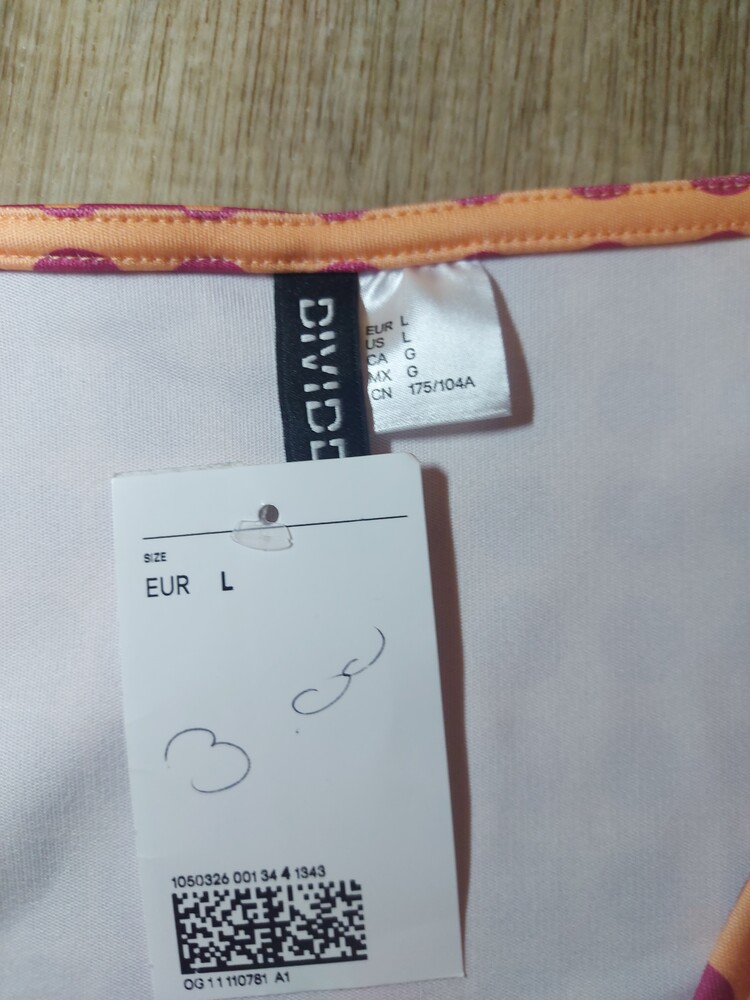 DIVIDE
EUR L
US L
CA G
MX G
CN 175/104A
SIZE
EUR L
1050326 001 34 4 1343
OG 11 110781 A1